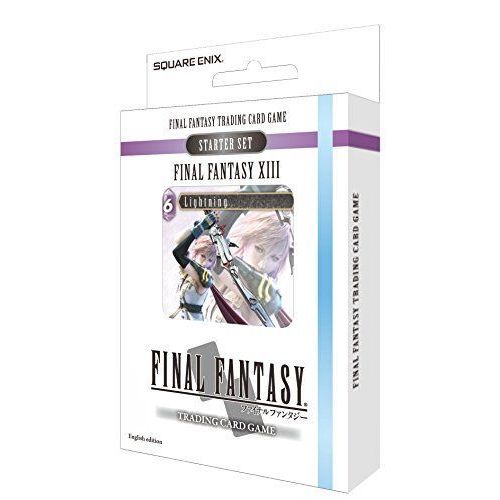 SQUARE ENIX.
FINAL FANTASY TRADING CARD GAME
STARTER SET
FINAL FANTASY XIII
6
Lightning
FINAL FANTASY®
ファイナルファンタジー
TRADING CARD GAME
English edition
FINAL FANTASY TRADING CARD GAME